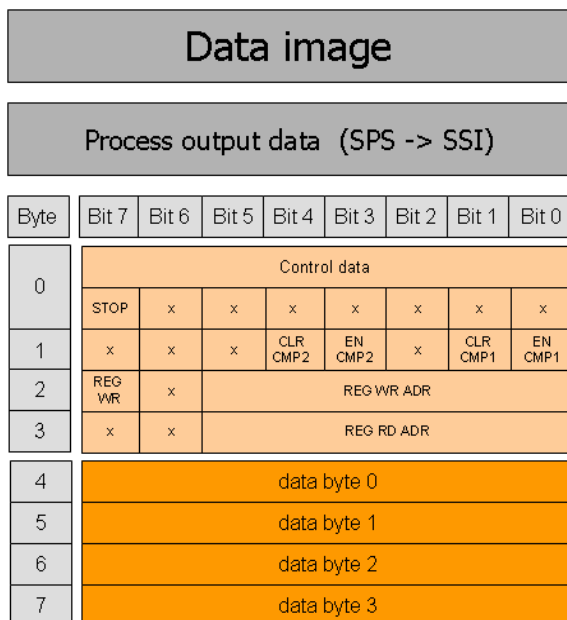 Data image
Process output data (SPS -> SSI)
Byte Bit 7 Bit 6 Bit 5 Bit 4 Bit 3 Bit 2 Bit 1 Bit 0
0 Control data
STOP x x x x x x x
1 x x x CLR CMP2 EN CMP2 x CLR CMP1 EN CMP1
2 REG WR x REG WR ADR
3 x x REG RD ADR
4 data byte 0
5 data byte 1
6 data byte 2
7 data byte 3